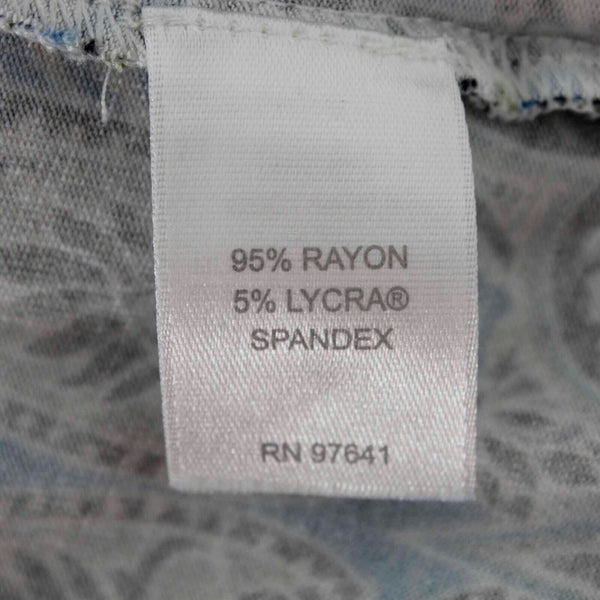 95% RAYON
5% LYCRA®
SPANDEX
RN 97641